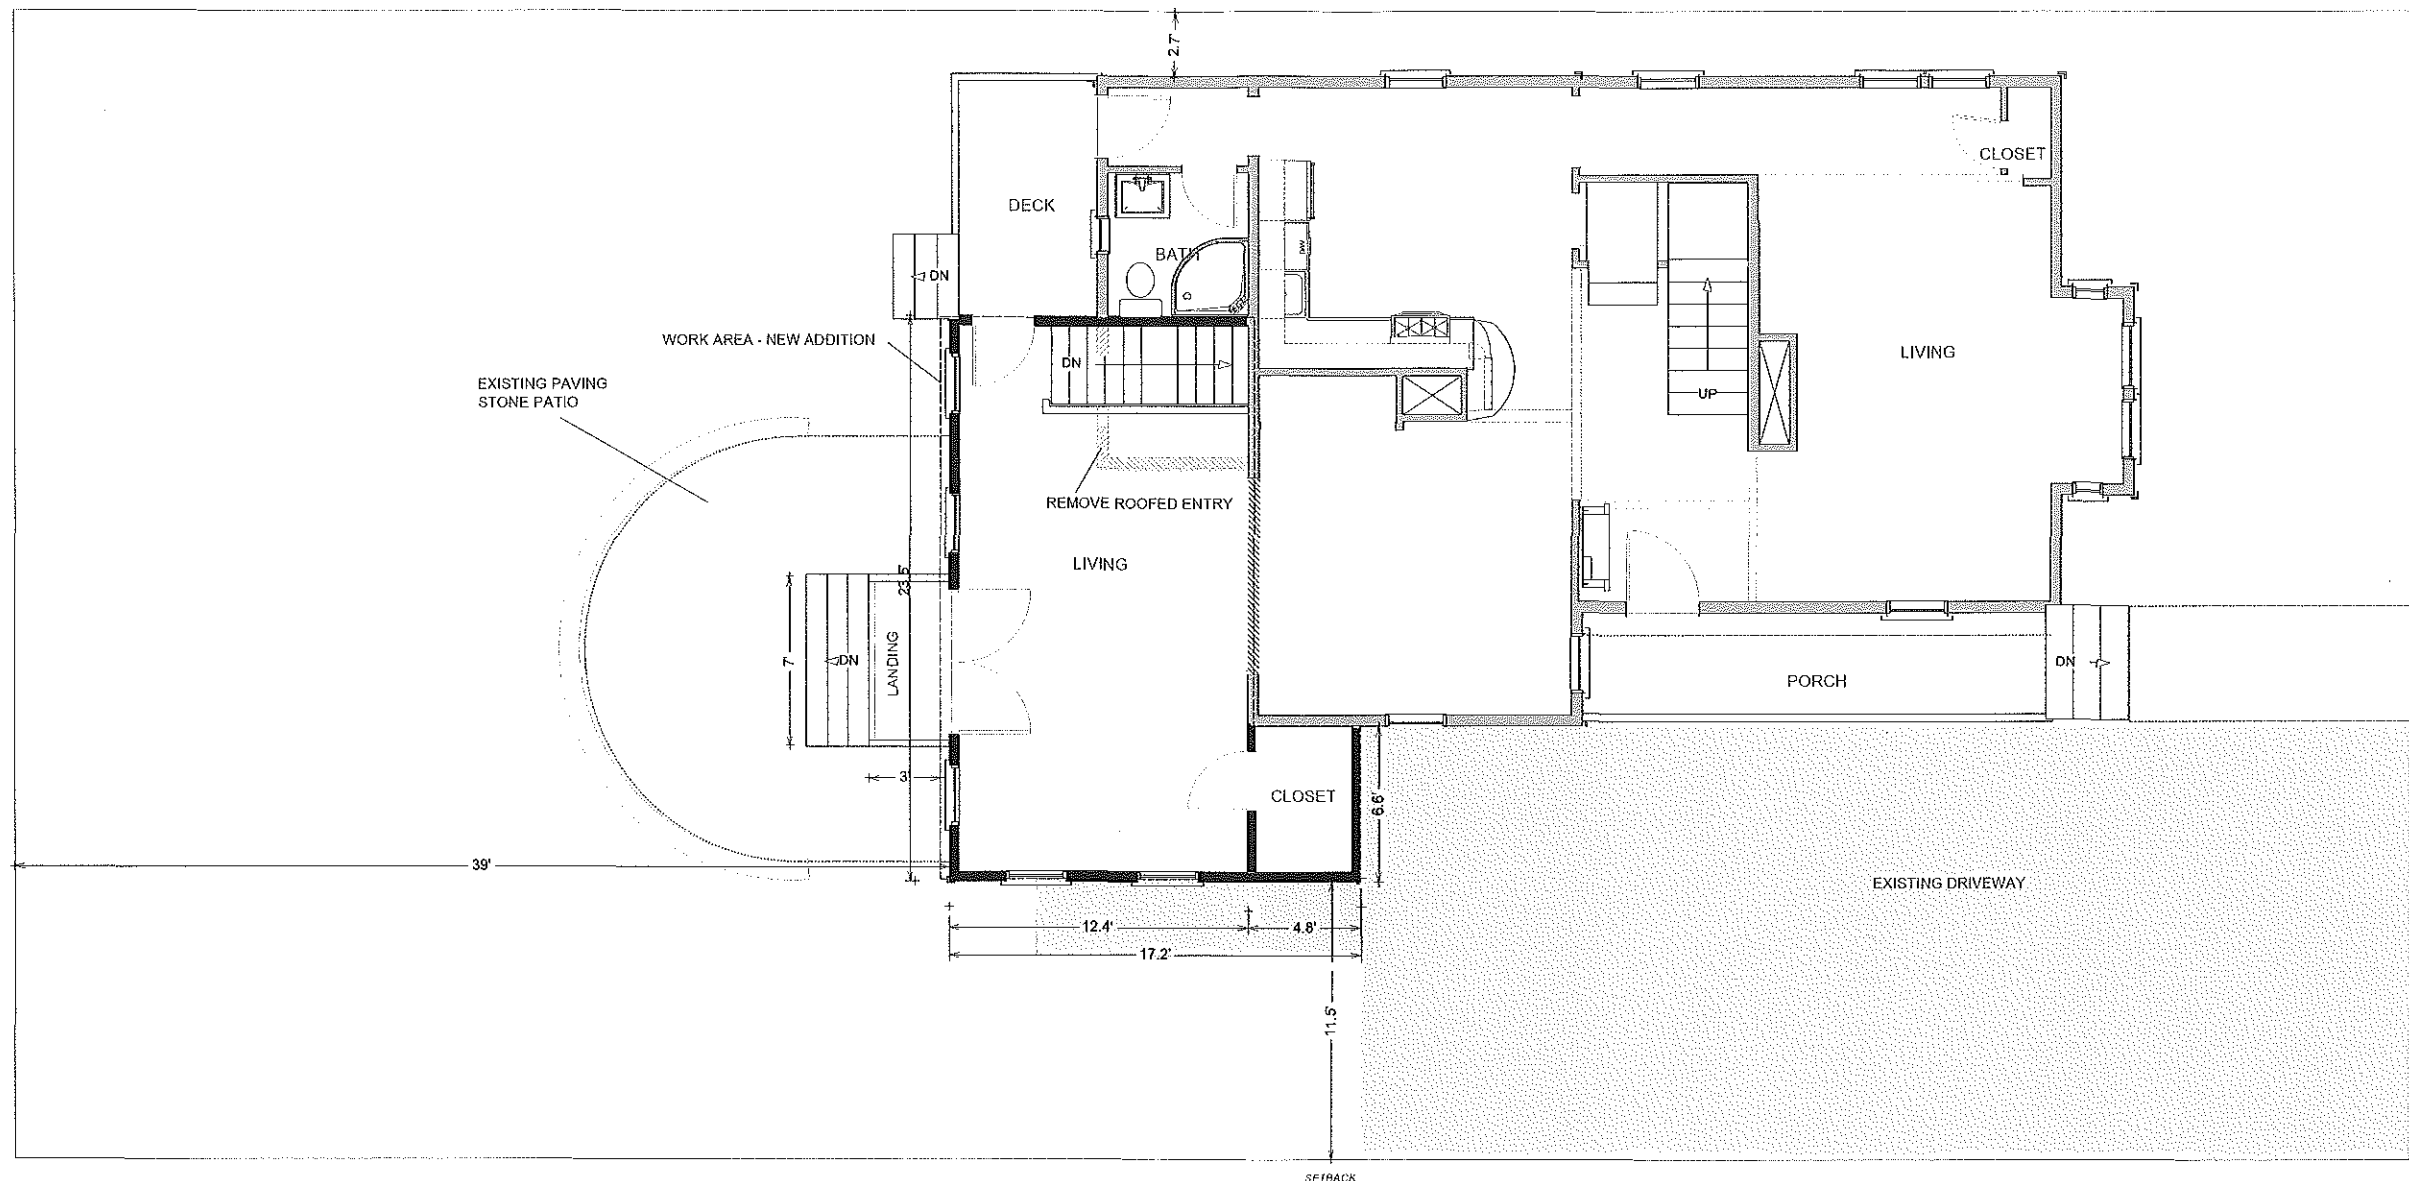 2.7'
CLOSET
DECK
BATH
DW
DN
WORK AREA - NEW ADDITION
EXISTING PAVING
STONE PATIO
DN
LIVING
UP
REMOVE ROOFED ENTRY
LIVING
23.5'
7'
DN
LANDING
DN
PORCH
3'
CLOSET
6.6'
39'
EXISTING DRIVEWAY
12.4'
4.8'
17.2'
11.5'
SETBACK